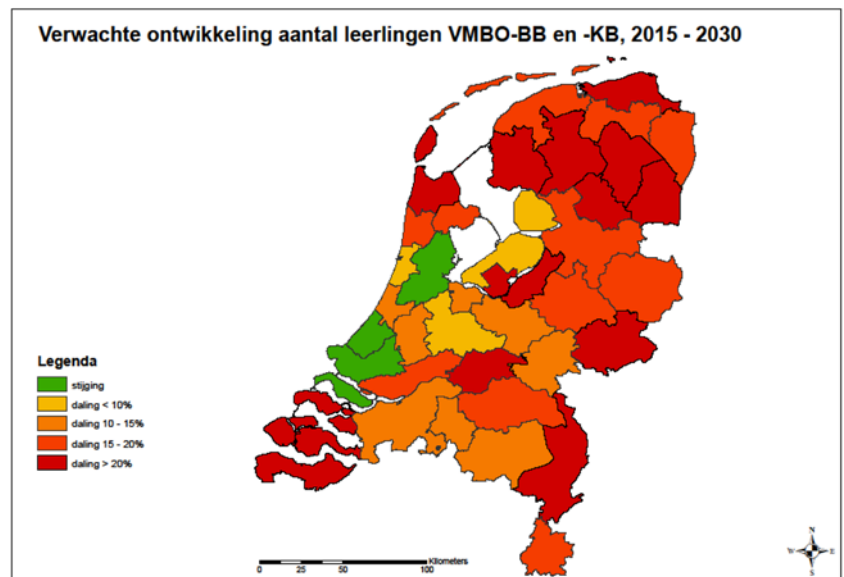 Verwachte ontwikkeling aantal leerlingen VMBO-BB en -KB, 2015 - 2030
Legenda
stijging
daling < 10%
daling 10 - 15%
daling 15 - 20%
daling > 20%
N
W E
S
Kilometers
0 25 50 100